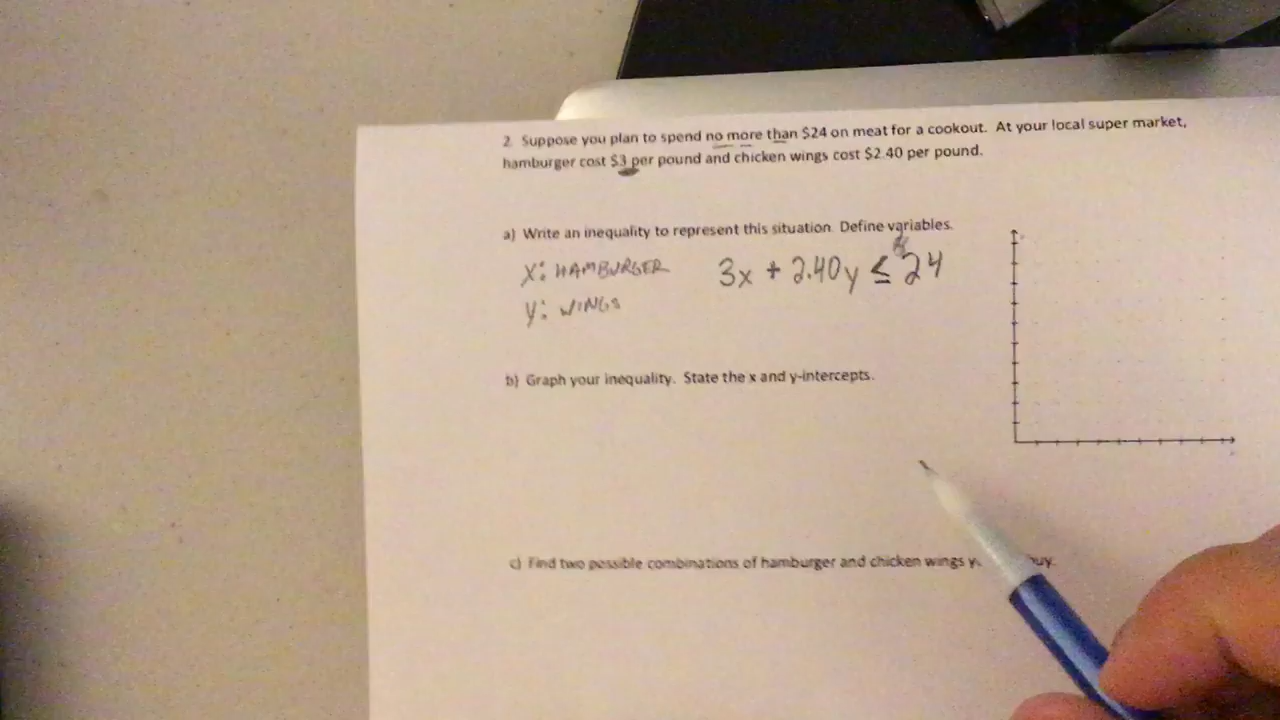 2. Suppose you plan to spend no more than $24 on meat for a cookout. At your local super market,
hamburger cost $3 per pound and chicken wings cost $2.40 per pound.
a) Write an inequality to represent this situation. Define variables.
X: HAMBURGER 3x + 2.40y ≤ 24
y: WINGS
b) Graph your inequality. State the x and y-intercepts.
c) Find two possible combinations of hamburger and chicken wings